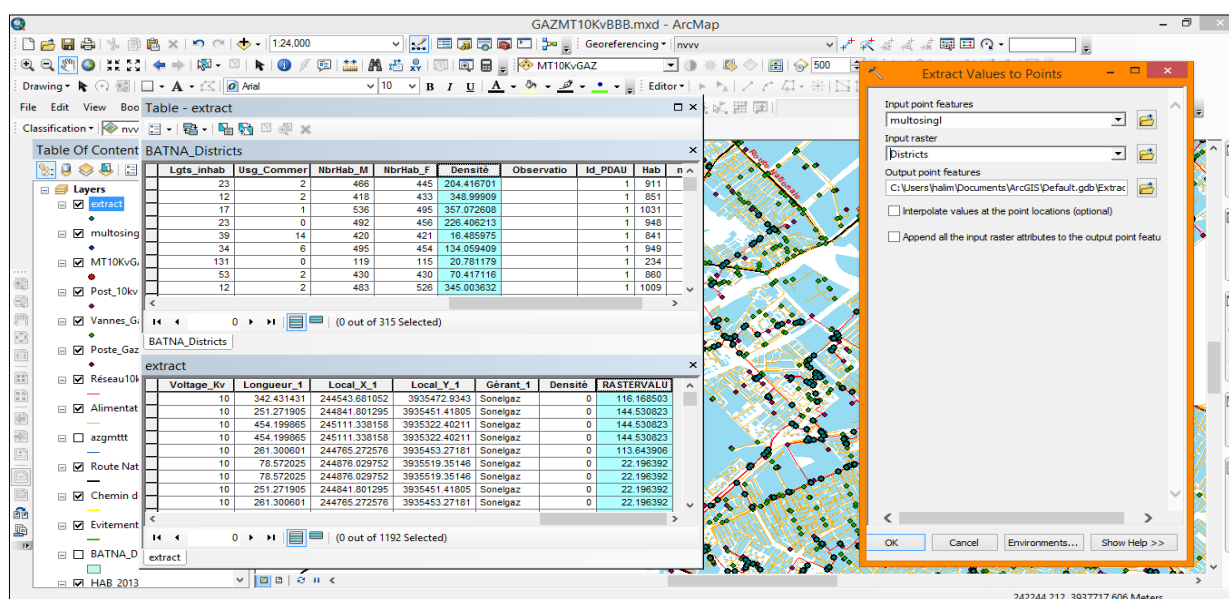 GAZMT10KvBBB.mxd - ArcMap
1:24,000
Georeferencing
nvvv
MT10KvGAZ
500
Drawing
Arial
10
B I U A
Editor
File Edit View
Classification
Table Of Content
Layers
extract
multosing
Post_10kv
Poste_Gaz
Alimentat
azgmttt
Route Nat
Chemin d
Evitement
BATNA_D
HAB_2013
Table - extract
BATNA_Districts
Lgts_inhab Usg_Commer NbrHab_M NbrHab_F Densité Observatio Id_PDAU Hab
23 2 466 445 204.416701 1 911
12 2 418 433 348.99909 1 851
17 1 536 495 357.072608 1 1031
23 0 492 456 226.406213 1 948
39 14 420 421 16.485975 1 841
34 6 495 454 134.059409 1 949
131 0 119 115 20.781179 1 234
53 2 430 430 70.417116 1 860
12 2 483 526 345.003632 1 1009
0 (0 out of 315 Selected)
BATNA_Districts
extract
Voltage_Kv Longueur_1 Local_X_1 Local_Y_1 Gérant_1 Densité RASTERVALU
10 342.431431 244543.681052 3935472.9343 Sonelgaz 0 116.168503
10 251.271905 244841.801295 3935451.41805 Sonelgaz 0 144.530823
10 454.199865 245111.338158 3935322.40211 Sonelgaz 0 144.530823
10 454.199865 245111.338158 3935322.40211 Sonelgaz 0 144.530823
10 261.300601 244765.272576 3935453.27181 Sonelgaz 0 113.643906
10 78.572025 244876.029752 3935519.35146 Sonelgaz 0 22.196392
10 78.572025 244876.029752 3935519.35146 Sonelgaz 0 22.196392
10 251.271905 244841.801295 3935451.41805 Sonelgaz 0 22.196392
10 261.300601 244765.272576 3935453.27181 Sonelgaz 0 22.196392
0 (0 out of 1192 Selected)
extract
Route Nationale
Extract Values to Points
Input point features
multosingl
Input raster
Districts
Output point features
C:\Users\halim\Documents\ArcGIS\Default.gdb\Extrac
Interpolate values at the point locations (optional)
Append all the input raster attributes to the output point featu
OK Cancel Environments... Show Help >>
242244.212 3937717.606 Meters